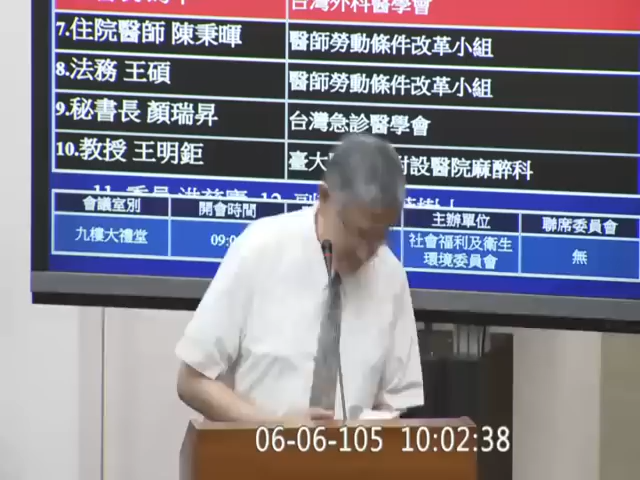 台灣外科醫學會
7.住院醫師 陳秉暉 醫師勞動條件改革小組
8.法務 王碩 醫師勞動條件改革小組
9.秘書長 顏瑞昇 台灣急診醫學會
10.教授 王明鉅 臺大 設醫院麻醉科
會議室別 開會時間 主辦單位 聯席委員會
九樓大禮堂 09:0 社會福利及衛生 無
環境委員會
06-06-105 10:02:38